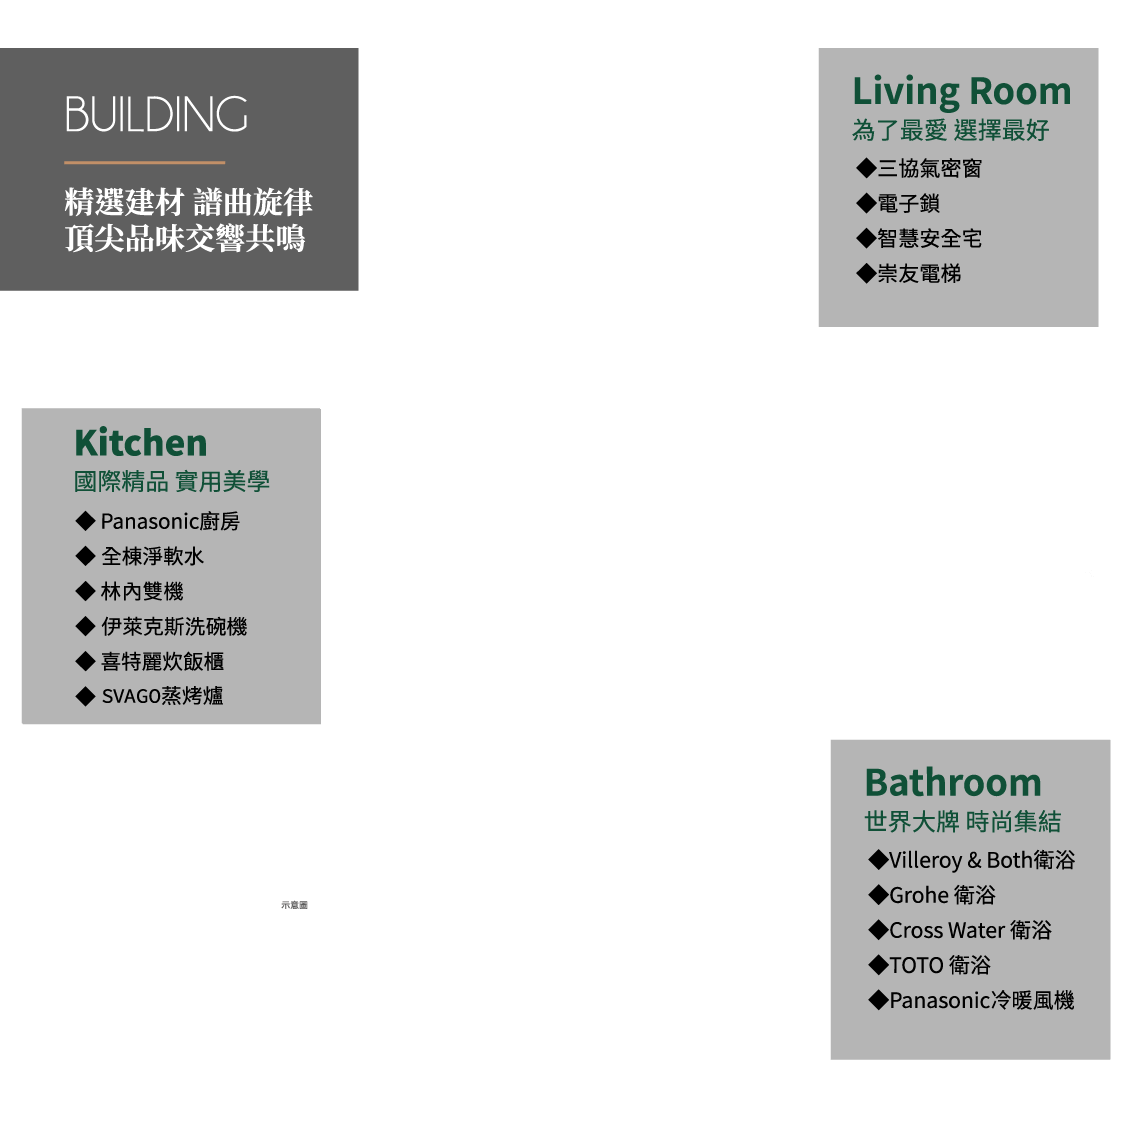 BUILDING
精選建材 譜曲旋律
頂尖品味交響共鳴
Living Room
為了最愛 選擇最好
◆三協氣密窗
◆電子鎖
◆智慧安全宅
◆崇友電梯
Kitchen
國際精品 實用美學
◆ Panasonic廚房
◆ 全棟淨軟水
◆ 林內雙機
◆ 伊萊克斯洗碗機
◆ 喜特麗炊飯櫃
◆ SVAGO蒸烤爐
Bathroom
世界大牌 時尚集結
◆Villeroy & Both衛浴
◆Grohe 衛浴
◆Cross Water 衛浴
◆TOTO 衛浴
◆Panasonic冷暖風機
示意圖